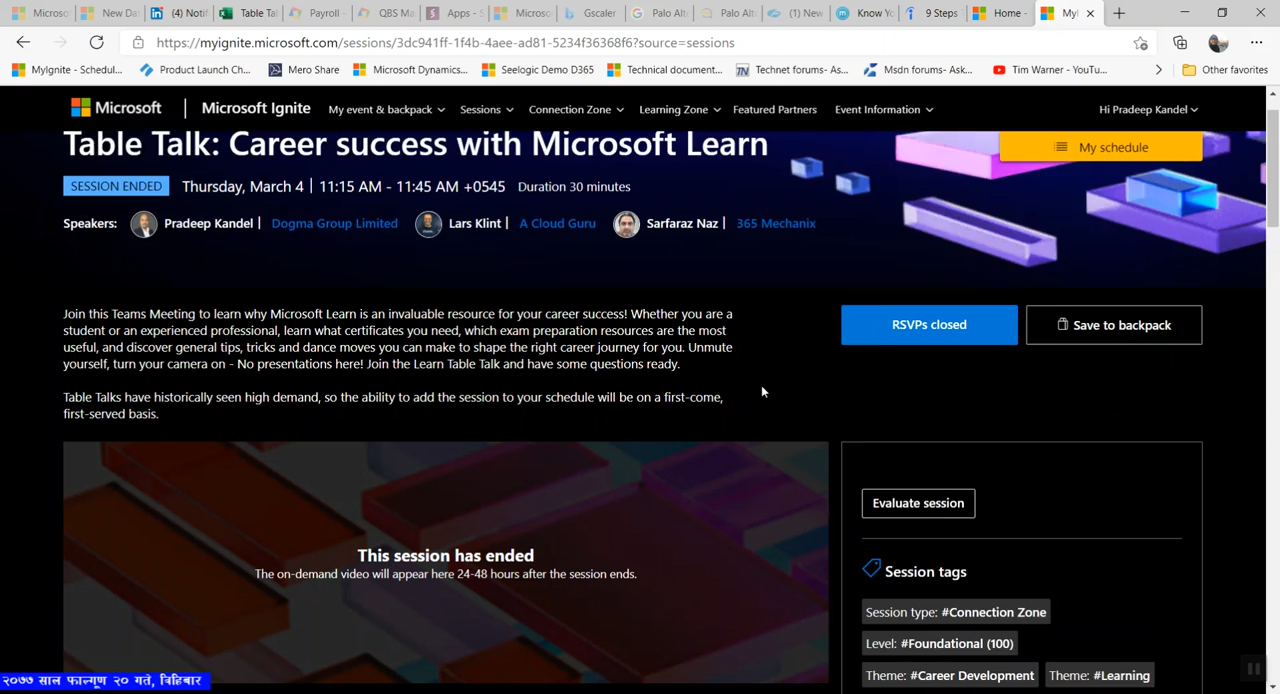 Microso
New Da
(4) Notif
Table Ta
Payroll -
QBS Ma
Apps - S
Microso
Gscaler
Palo Alt
Palo Alt
(1) New
Know Yo
9 Steps
Home -
MyI
https://myignite.microsoft.com/sessions/3dc941ff-1f4b-4aee-ad81-5234f36368f6?source=sessions
MyIgnite - Schedul...
Product Launch Ch...
Mero Share
Microsoft Dynamics...
Seelogic Demo D365
Technical document...
Technet forums- As...
Msdn forums- Ask...
Tim Warner - YouTu...
Other favorites
Microsoft
Microsoft Ignite
My event & backpack
Sessions
Connection Zone
Learning Zone
Featured Partners
Event Information
Hi Pradeep Kandel
Table Talk: Career success with Microsoft Learn
My schedule
SESSION ENDED Thursday, March 4 | 11:15 AM - 11:45 AM +0545 Duration 30 minutes
Speakers: Pradeep Kandel | Dogma Group Limited Lars Klint | A Cloud Guru Sarfaraz Naz | 365 Mechanix
Join this Teams Meeting to learn why Microsoft Learn is an invaluable resource for your career success! Whether you are a
student or an experienced professional, learn what certificates you need, which exam preparation resources are the most
useful, and discover general tips, tricks and dance moves you can make to shape the right career journey for you. Unmute
yourself, turn your camera on - No presentations here! Join the Learn Table Talk and have some questions ready.
Table Talks have historically seen high demand, so the ability to add the session to your schedule will be on a first-come,
first-served basis.
RSVPs closed
Save to backpack
This session has ended
The on-demand video will appear here 24-48 hours after the session ends.
Evaluate session
Session tags
Session type: #Connection Zone
Level: #Foundational (100)
Theme: #Career Development
Theme: #Learning
२०७७ साल फाल्गूण २० गते, विहिबार